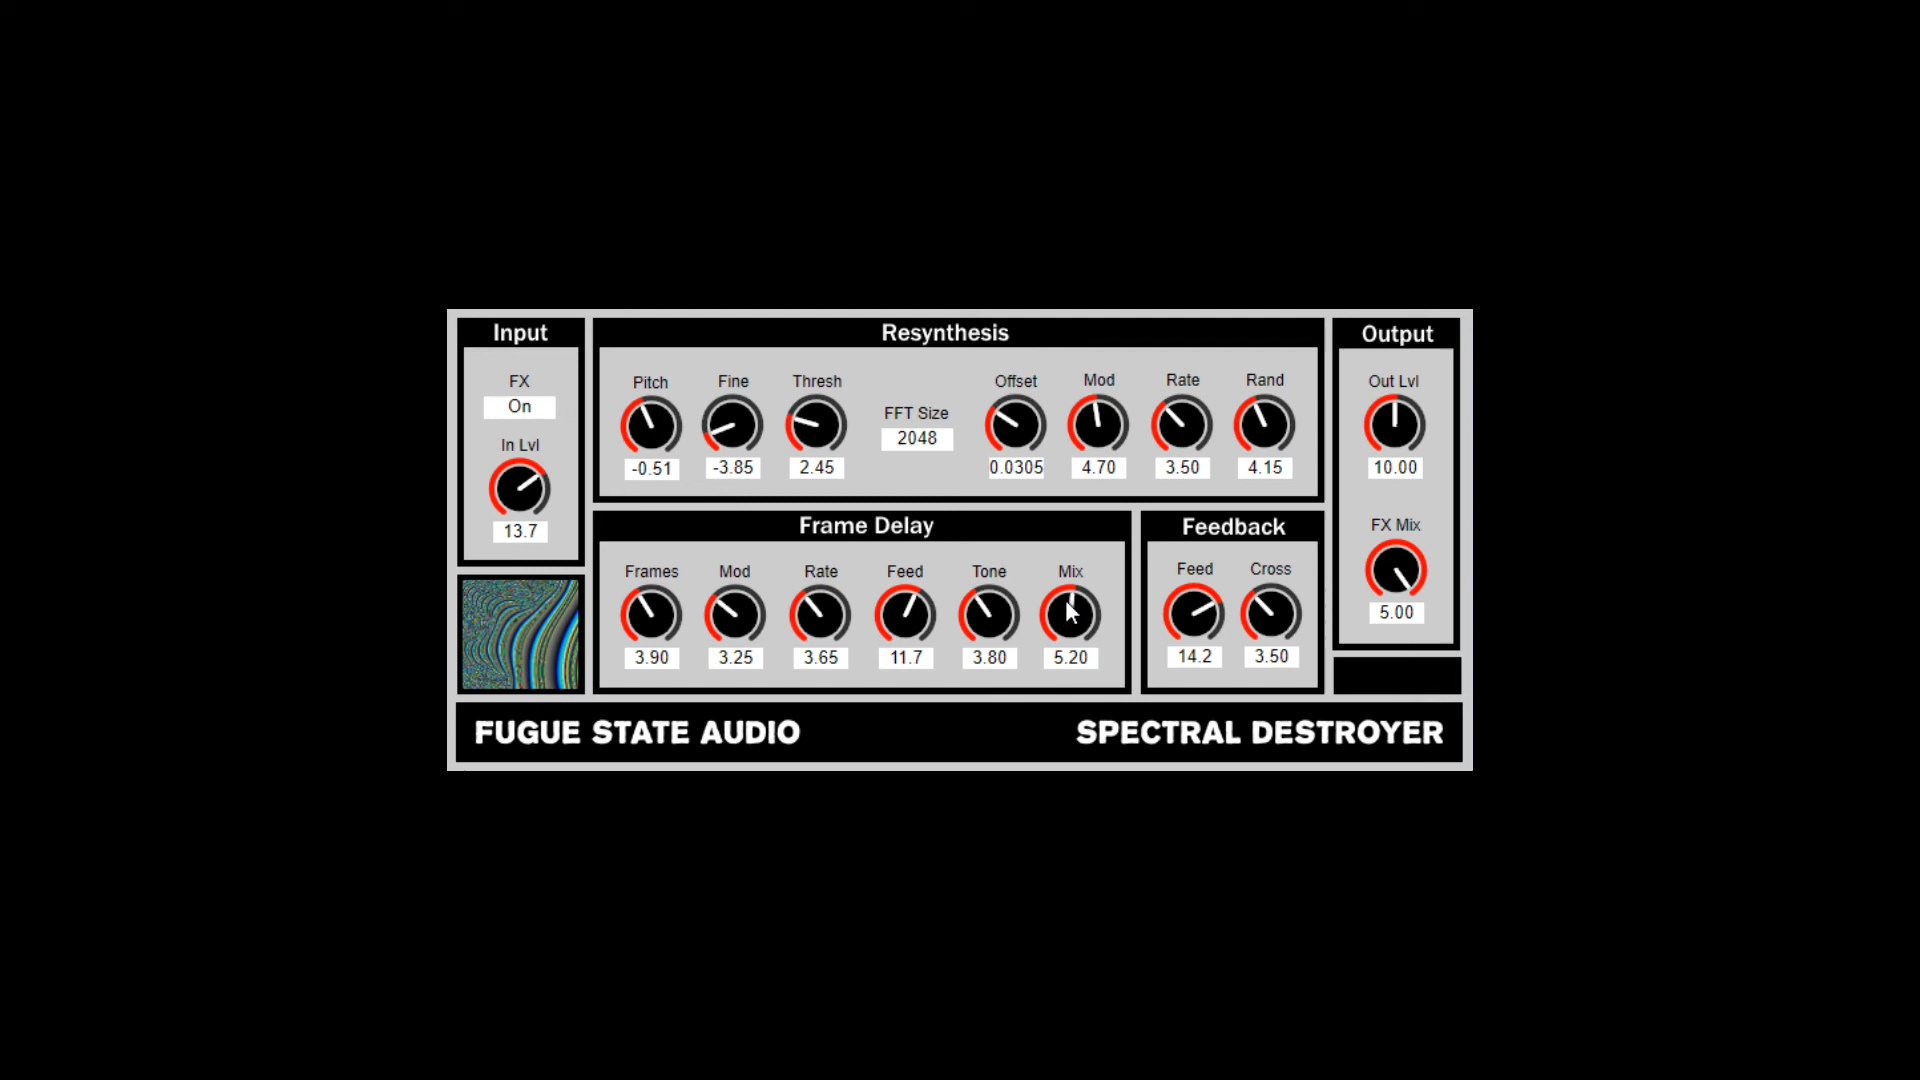 Input
FX
On
In Lvl
13.7
Resynthesis
Pitch Fine Thresh FFT Size Offset Mod Rate Rand
-0.51 -3.85 2.45 2048 0.0305 4.70 3.50 4.15
Output
Out Lvl
10.00
FX Mix
5.00
Frame Delay
Frames Mod Rate Feed Tone Mix
3.90 3.25 3.65 11.7 3.80 5.20
Feedback
Feed Cross
14.2 3.50
FUGUE STATE AUDIO
SPECTRAL DESTROYER